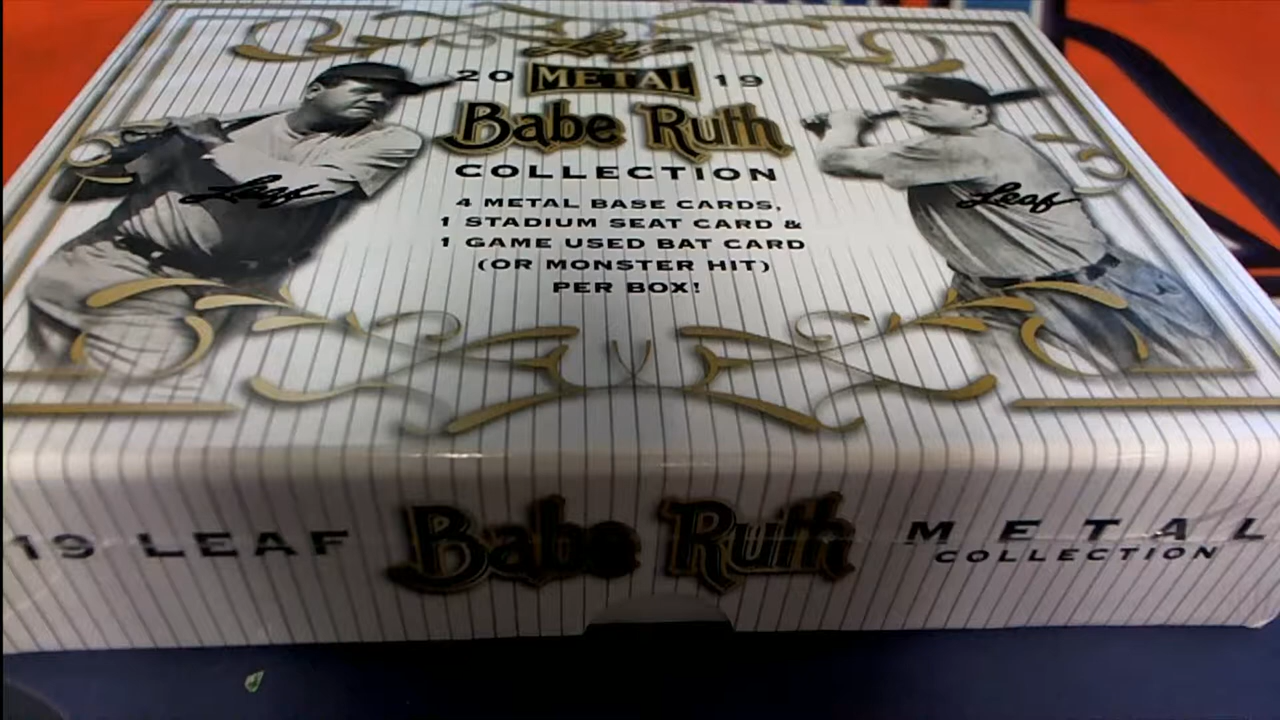 Leaf
20 METAL 19
Babe Ruth
COLLECTION
4 METAL BASE CARDS,
1 STADIUM SEAT CARD &
1 GAME USED BAT CARD
(OR MONSTER HIT)
PER BOX!
Leaf
Leaf
19 LEAF Babe Ruth METAL
COLLECTION